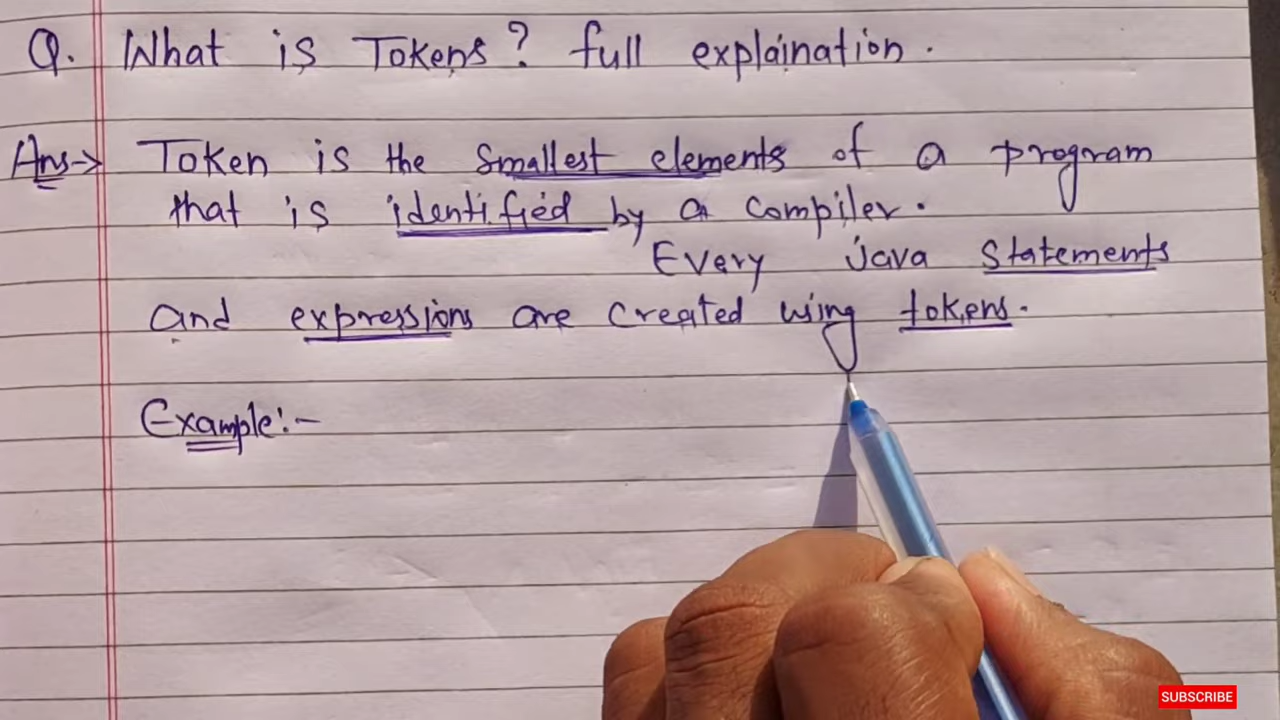 Q. What is Tokens? full explaination.
Ans-> Token is the smallest elements of a program
that is identified by a compiler.
Every java statements
and expressions are created using tokens.
Example:-
SUBSCRIBE